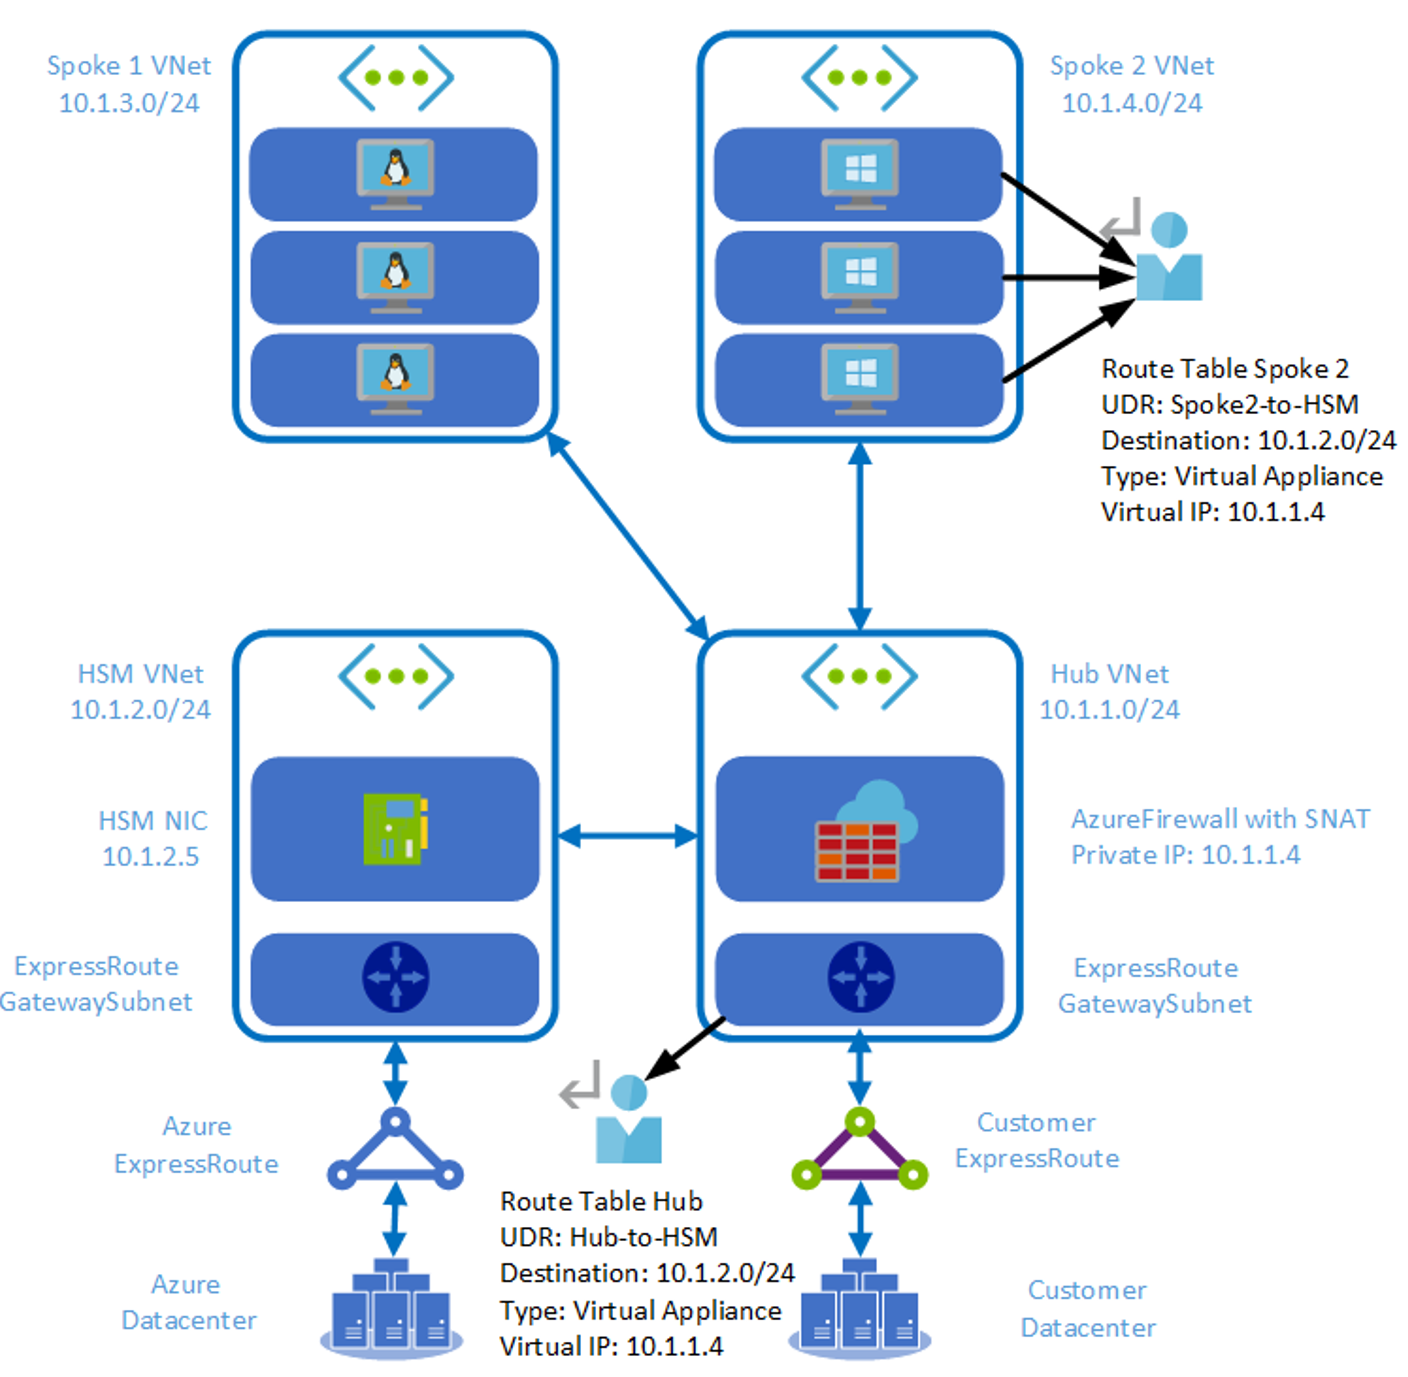 Spoke 1 VNet
10.1.3.0/24
Spoke 2 VNet
10.1.4.0/24
Route Table Spoke 2
UDR: Spoke2-to-HSM
Destination: 10.1.2.0/24
Type: Virtual Appliance
Virtual IP: 10.1.1.4
HSM VNet
10.1.2.0/24
Hub VNet
10.1.1.0/24
HSM NIC
10.1.2.5
AzureFirewall with SNAT
Private IP: 10.1.1.4
ExpressRoute
GatewaySubnet
ExpressRoute
GatewaySubnet
Azure
ExpressRoute
Customer
ExpressRoute
Route Table Hub
UDR: Hub-to-HSM
Destination: 10.1.2.0/24
Type: Virtual Appliance
Virtual IP: 10.1.1.4
Azure
Datacenter
Customer
Datacenter